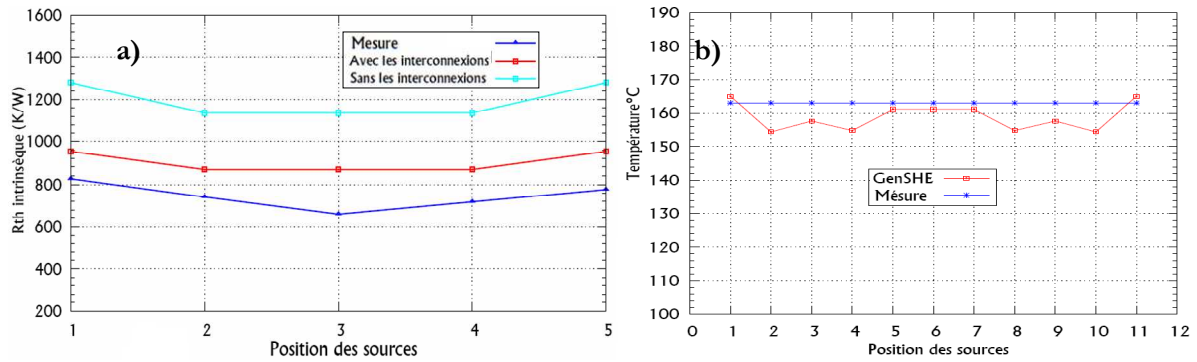 a)
1600
1400
1200
1000
800
600
400
200
Rth intrinsèque (K/W)
Mesure
Avec les interconnexions
Sans les interconnexions
1 2 3 4 5
Position des sources
b)
190
180
170
160
150
140
130
120
110
100
Température°C
GenSHE
Mésure
0 1 2 3 4 5 6 7 8 9 10 11 12
Position des sources